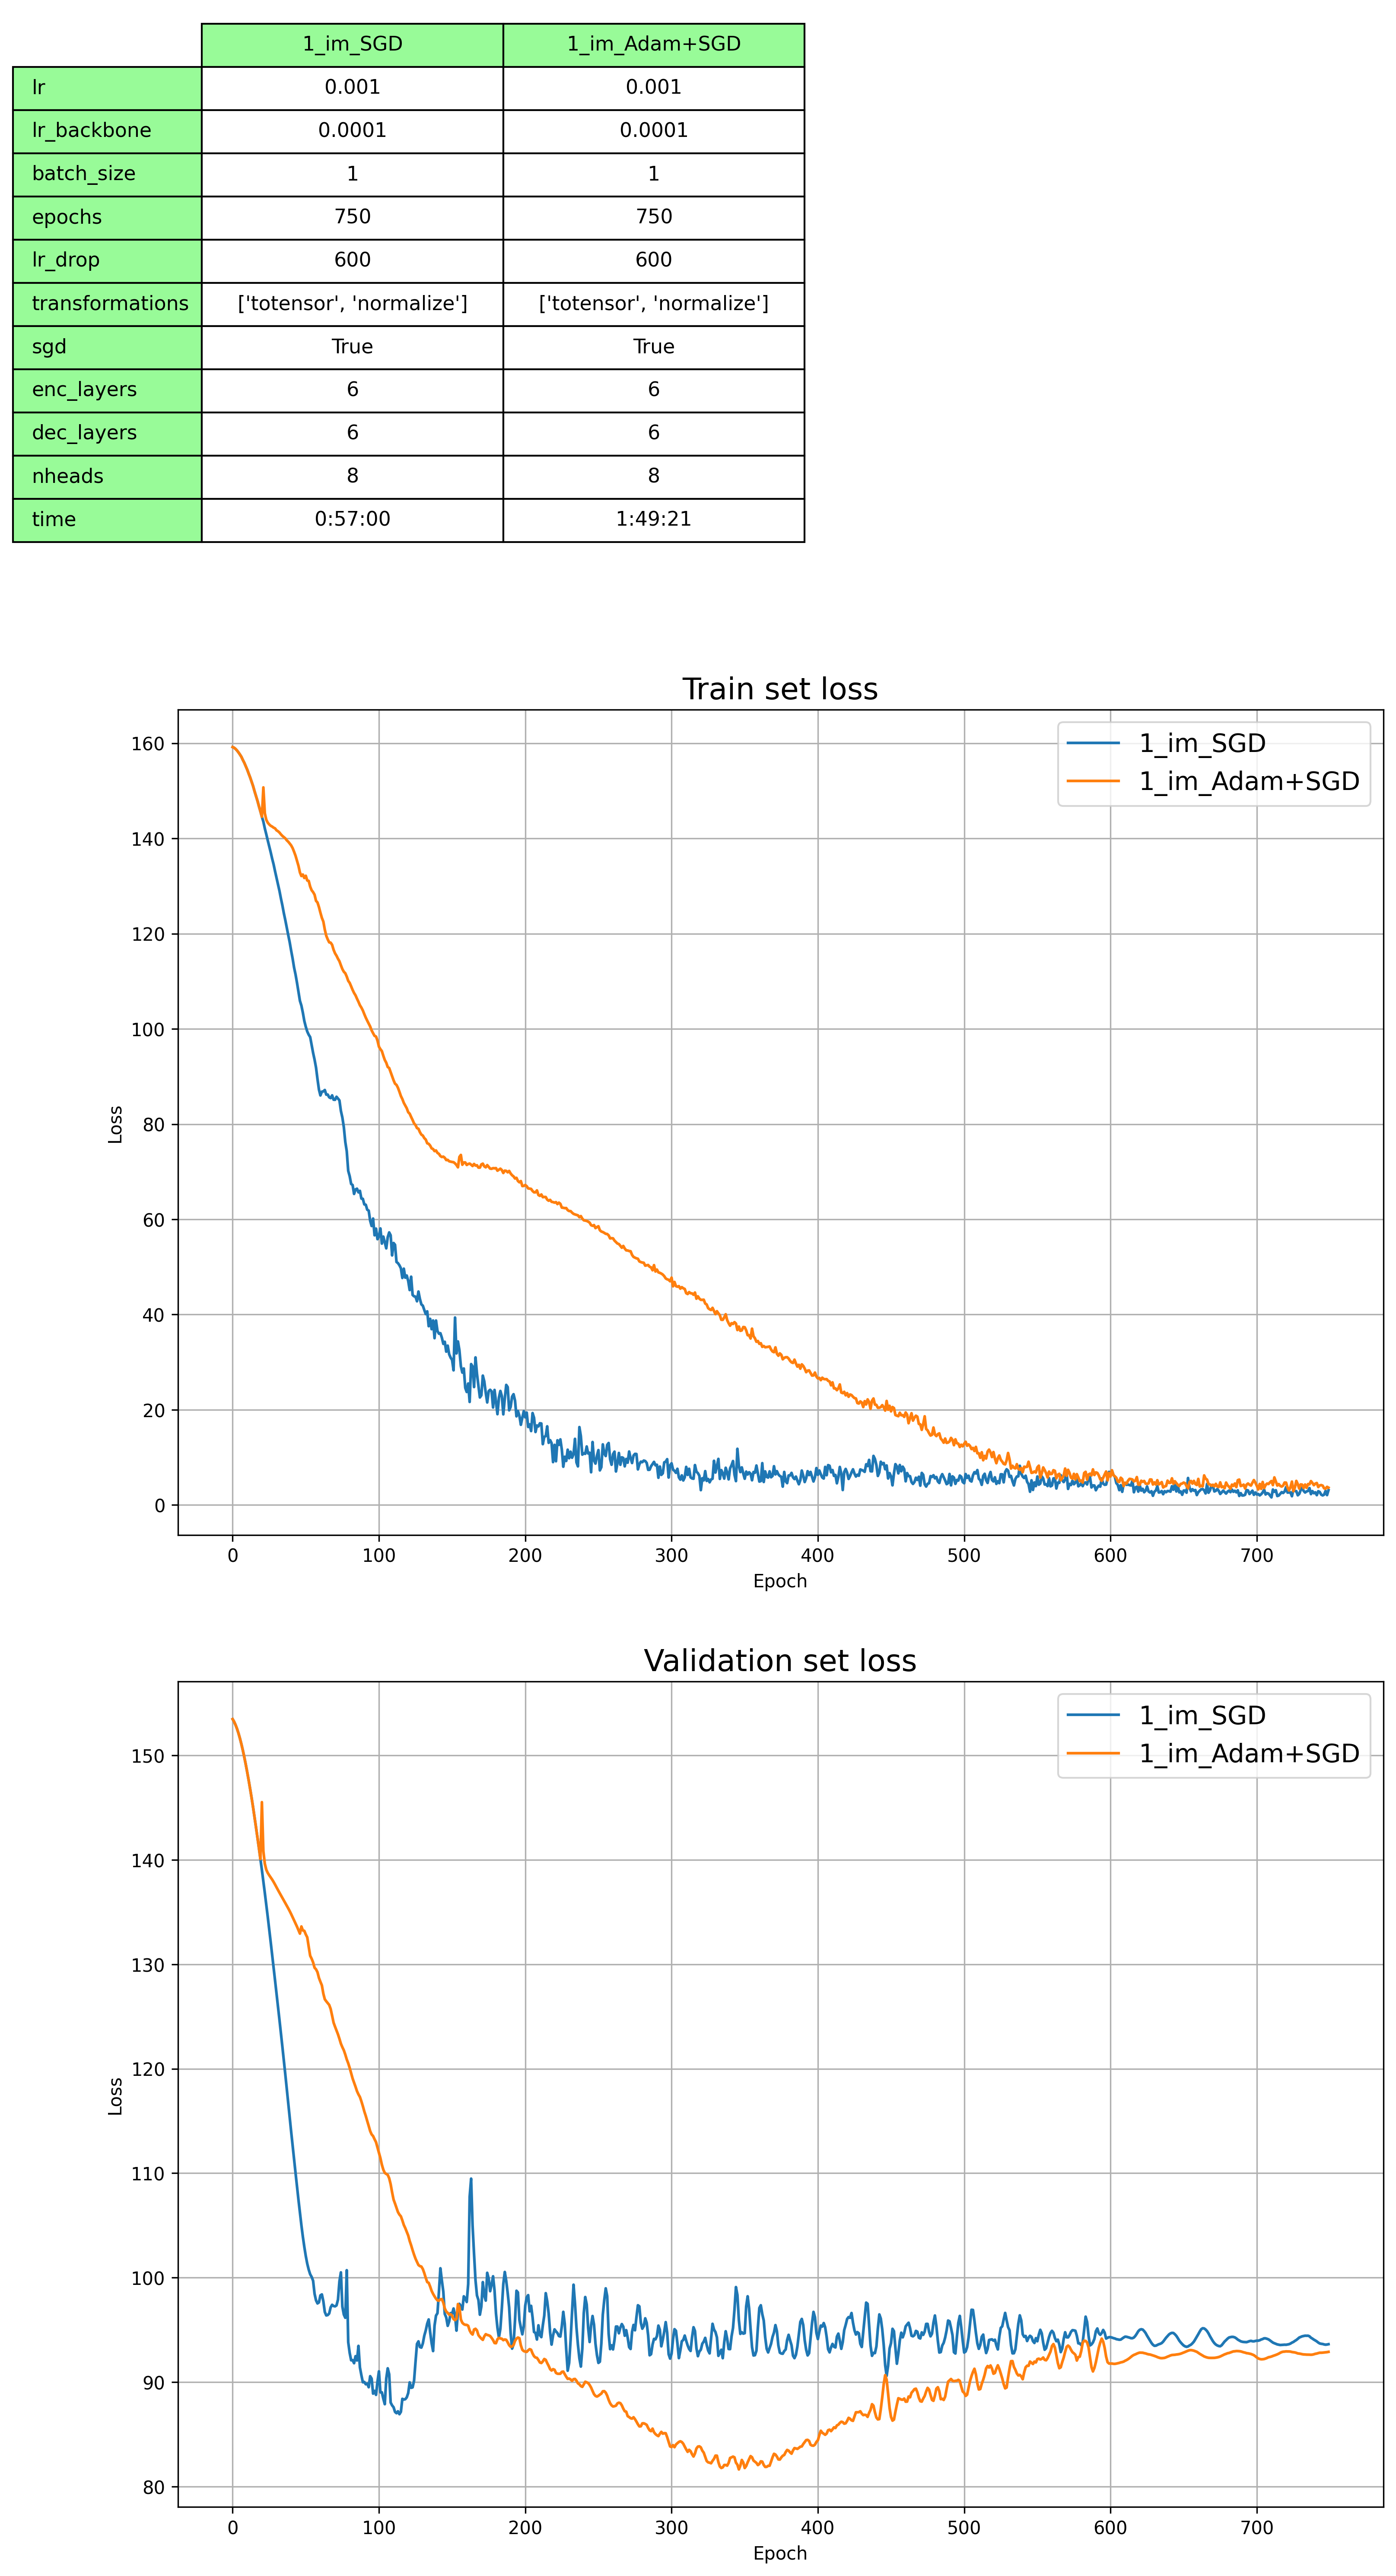 1_im_SGD 1_im_Adam+SGD
lr 0.001 0.001
lr_backbone 0.0001 0.0001
batch_size 1 1
epochs 750 750
lr_drop 600 600
transformations ['totensor', 'normalize'] ['totensor', 'normalize']
sgd True True
enc_layers 6 6
dec_layers 6 6
nheads 8 8
time 0:57:00 1:49:21
Train set loss
1_im_SGD
1_im_Adam+SGD
160
140
120
100
80
60
40
20
0
Loss
0 100 200 300 400 500 600 700
Epoch
Validation set loss
1_im_SGD
1_im_Adam+SGD
150
140
130
120
110
100
90
80
Loss
0 100 200 300 400 500 600 700
Epoch